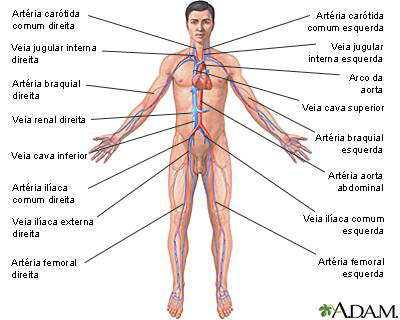 Artéria carótida
comum direita
Veia jugular interna
direita
Artéria braquial
direita
Veia renal direita
Veia cava inferior
Artéria ilíaca
comum direita
Veia ilíaca externa
direita
Artéria femoral
direita
Artéria carótida
comum esquerda
Veia jugular
interna esquerda
Arco da
aorta
Veia cava superior
Artéria braquial
esquerda
Artéria aorta
abdominal
Veia ilíaca comum
esquerda
Artéria femoral
esquerda
ADAM.